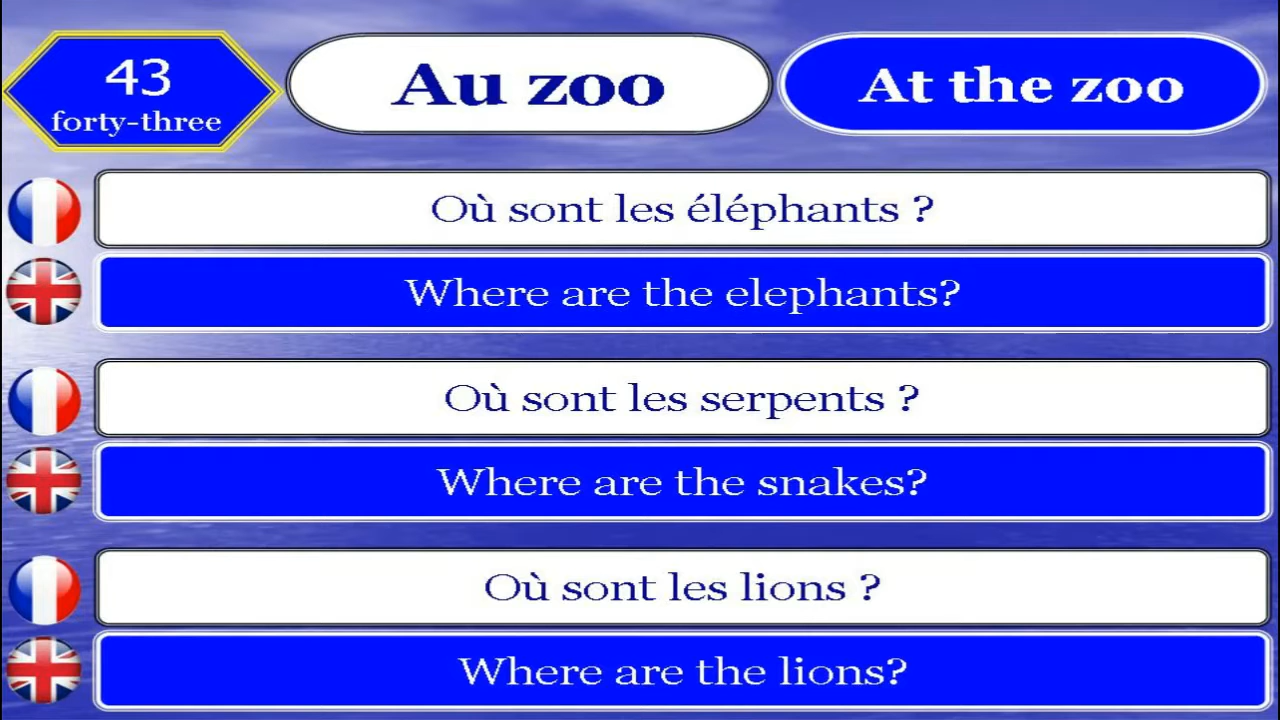 43
forty-three
Au zoo
At the zoo
Où sont les éléphants ?
Where are the elephants?
Où sont les serpents ?
Where are the snakes?
Où sont les lions ?
Where are the lions?